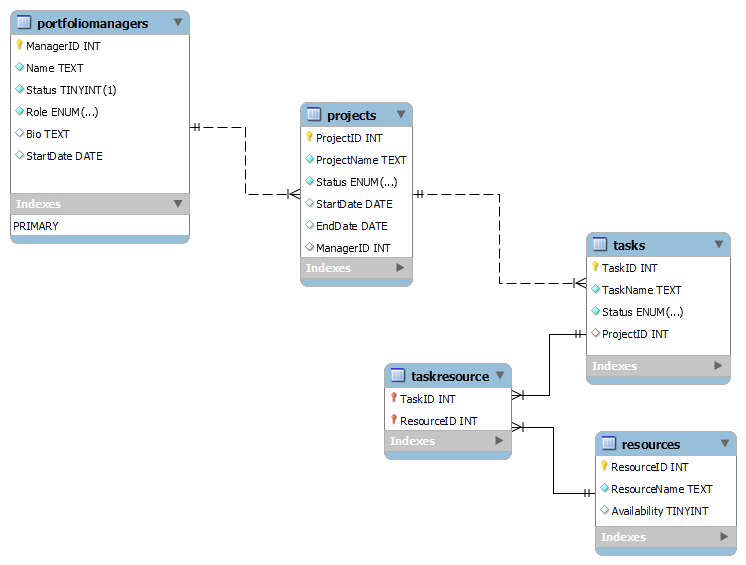 portfoliomanagers
ManagerID INT
Name TEXT
Status TINYINT(1)
Role ENUM(...)
Bio TEXT
StartDate DATE
Indexes
PRIMARY
projects
ProjectID INT
ProjectName TEXT
Status ENUM(...)
StartDate DATE
EndDate DATE
ManagerID INT
Indexes
tasks
TaskID INT
TaskName TEXT
Status ENUM(...)
ProjectID INT
Indexes
taskresource
TaskID INT
ResourceID INT
Indexes
resources
ResourceID INT
ResourceName TEXT
Availability TINYINT
Indexes